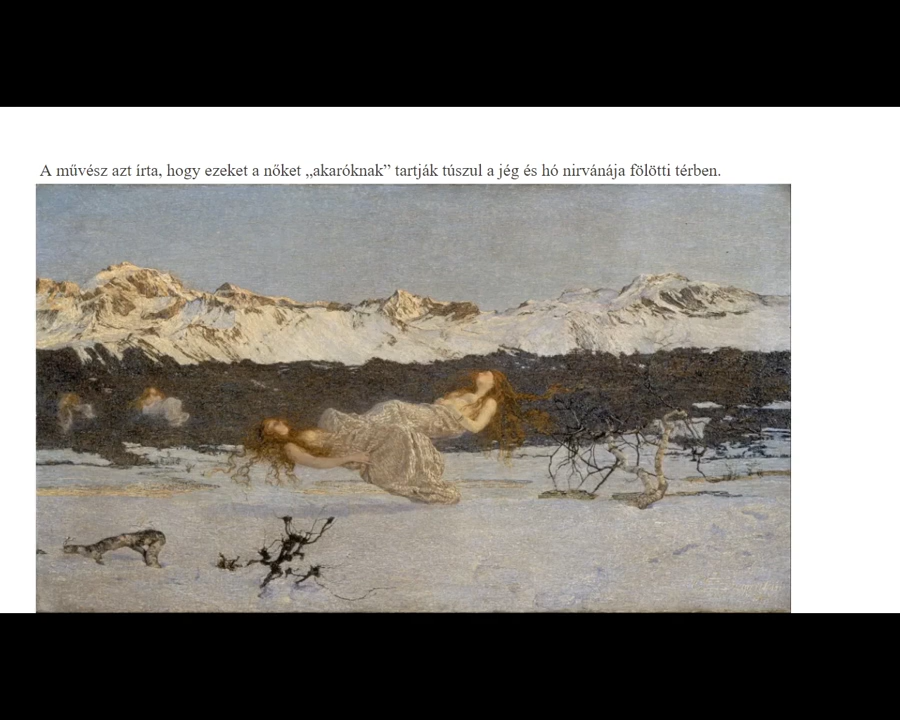 A művész azt írta, hogy ezeket a nőket „akaróknak” tartják túszul a jég és hó nirvánája fölötti térben.